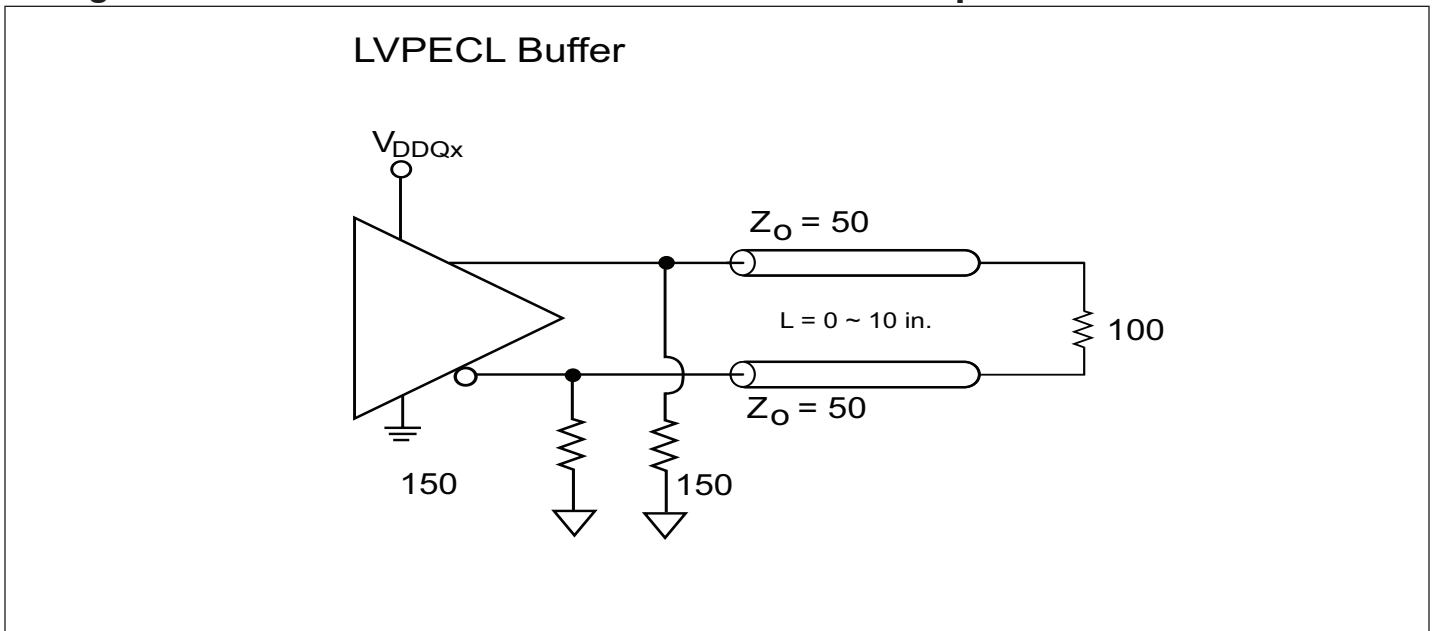 LVPECL Buffer
VDDQx
Zo = 50
L = 0 ~ 10 in.
100
Zo = 50
150
150